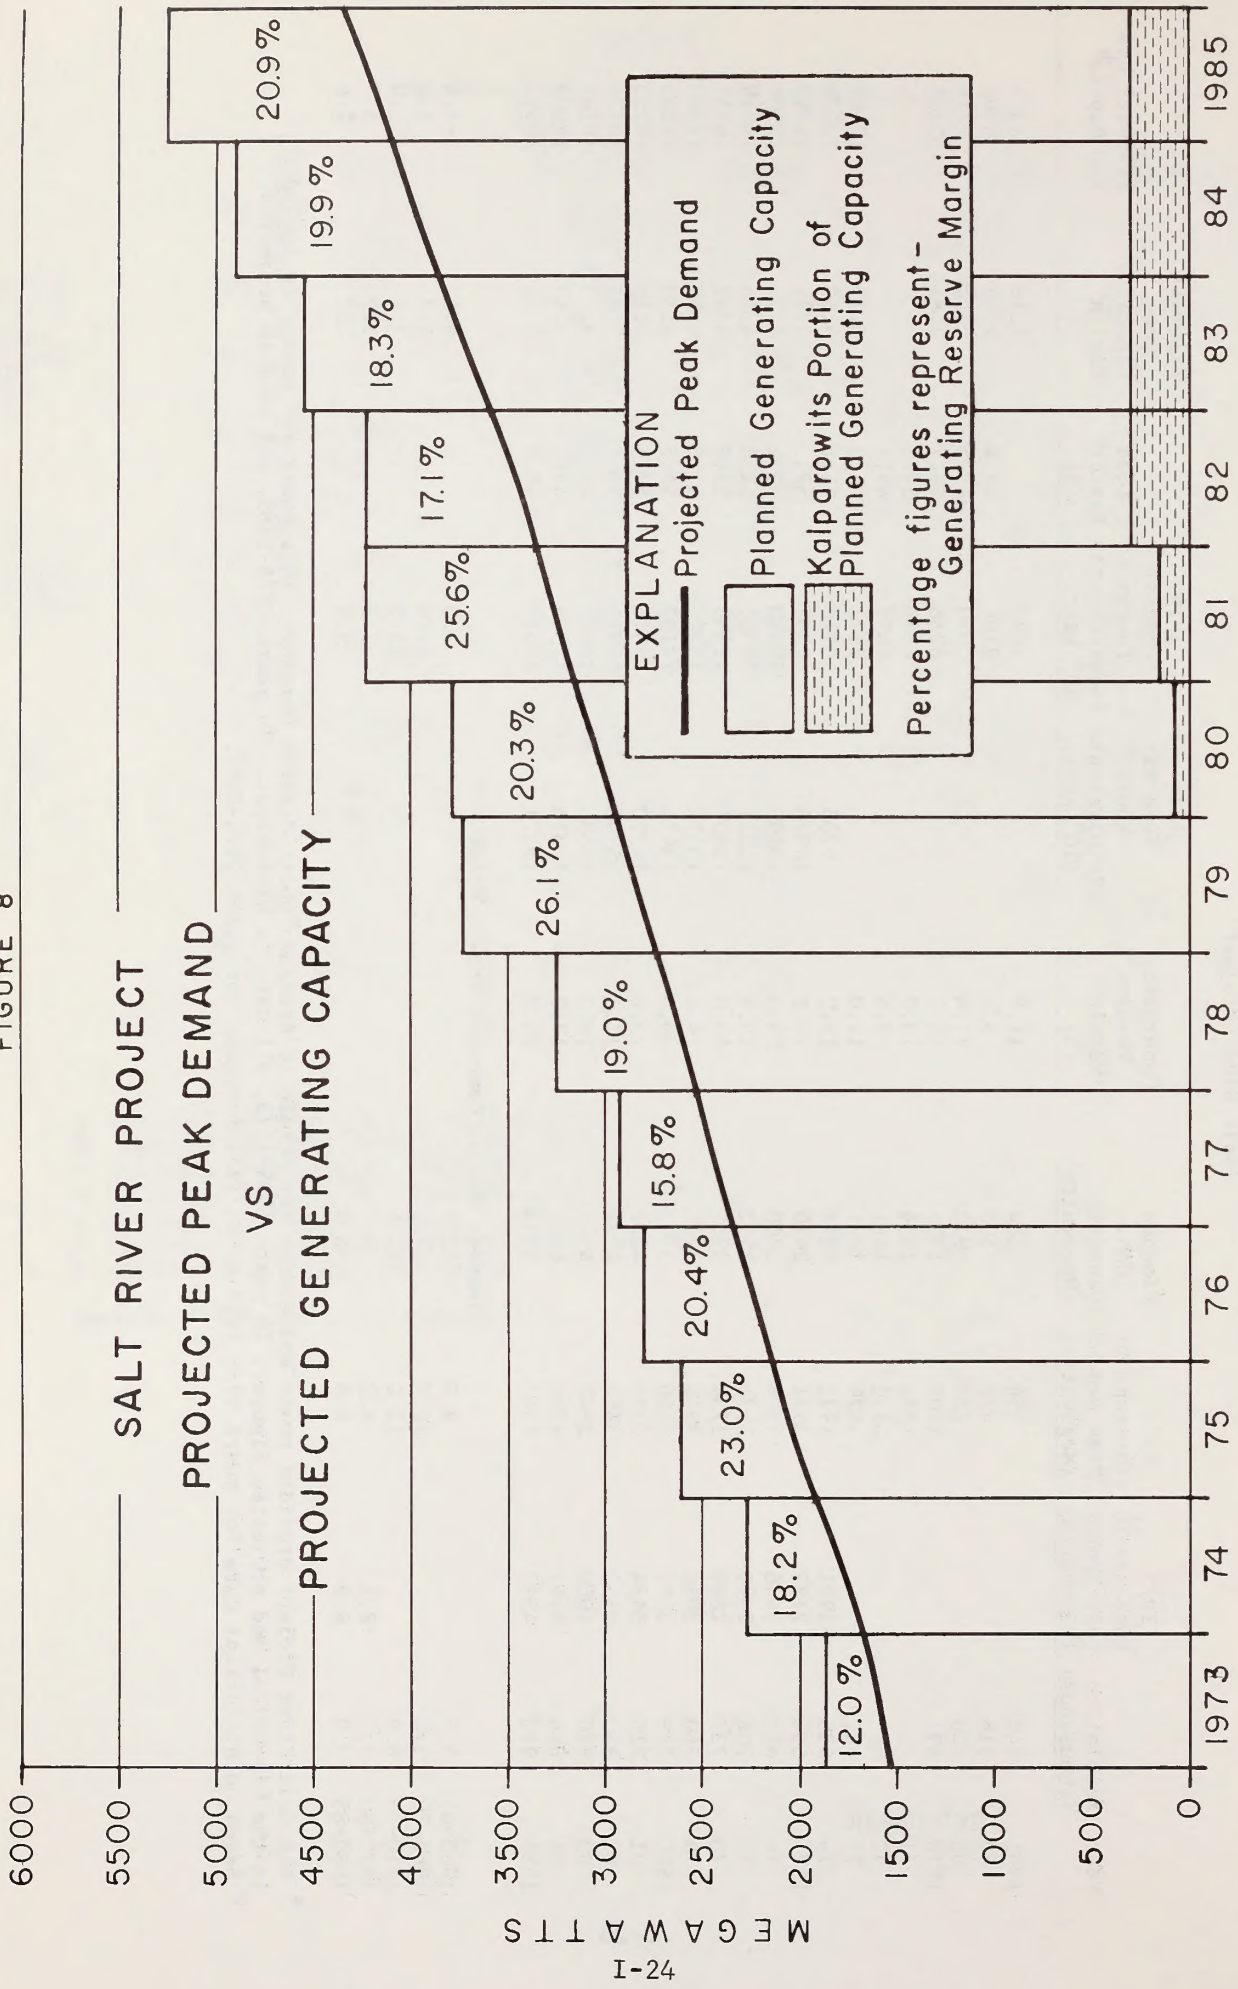 FIGURE 8
SALT RIVER PROJECT
PROJECTED PEAK DEMAND
VS
PROJECTED GENERATING CAPACITY
6000
5500
5000
4500
4000
3500
3000
2500
2000
1500
1000
500
0
MEGAWATTS
12.0%
18.2%
23.0%
20.4%
15.8%
19.0%
26.1%
20.3%
25.6%
17.1%
18.3%
19.9%
20.9%
EXPLANATION
Projected Peak Demand
Planned Generating Capacity
Kalparowits Portion of
Planned Generating Capacity
Percentage figures represent-
Generating Reserve Margin
1973 74 75 76 77 78 79 80 81 82 83 84 1985
I-24